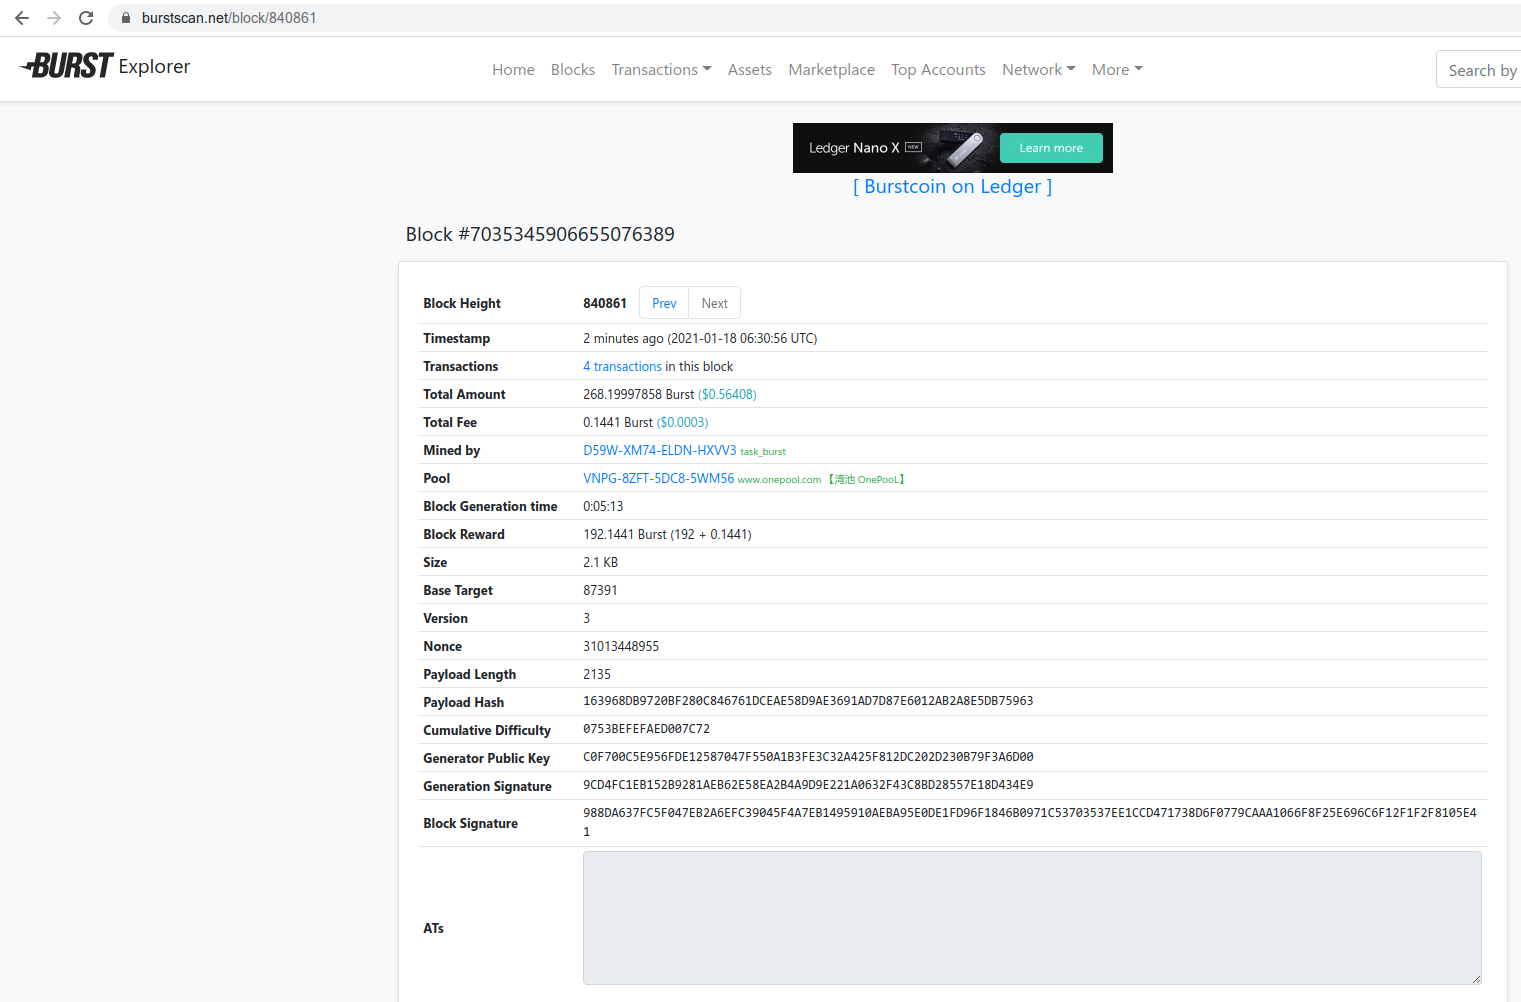 burstscan.net/block/840861
BURST Explorer
Home Blocks Transactions Assets Marketplace Top Accounts Network More
Search by
Ledger Nano X NEW Learn more
[ Burstcoin on Ledger ]
Block #7035345906655076389
Block Height 840861 Prev Next
Timestamp 2 minutes ago (2021-01-18 06:30:56 UTC)
Transactions 4 transactions in this block
Total Amount 268.19997858 Burst ($0.56408)
Total Fee 0.1441 Burst ($0.0003)
Mined by D59W-XM74-ELDN-HXVV3 task_burst
Pool VNPG-8ZFT-5DC8-5WM56 www.onepool.com 【湾池 OnePooL】
Block Generation time 0:05:13
Block Reward 192.1441 Burst (192 + 0.1441)
Size 2.1 KB
Base Target 87391
Version 3
Nonce 31013448955
Payload Length 2135
Payload Hash 163968DB9720BF280C846761DCEAE58D9AE3691AD7D87E6012AB2A8E5DB75963
Cumulative Difficulty 0753BEFEFAED007C72
Generator Public Key C0F700C5E956FDE12587047F550A1B3FE3C32A425F812DC202D230B79F3A6D00
Generation Signature 9CD4FC1EB152B9281AEB62E58EA2B4A9D9E221A0632F43C8BD28557E18D434E9
Block Signature 988DA637FC5F047EB2A6EFC39045F4A7EB1495910AEBA95E0DE1FD96F1846B0971C53703537EE1CCD471738D6F0779CAAA1066F8F25E696C6F12F1F2F8105E4
1
ATs